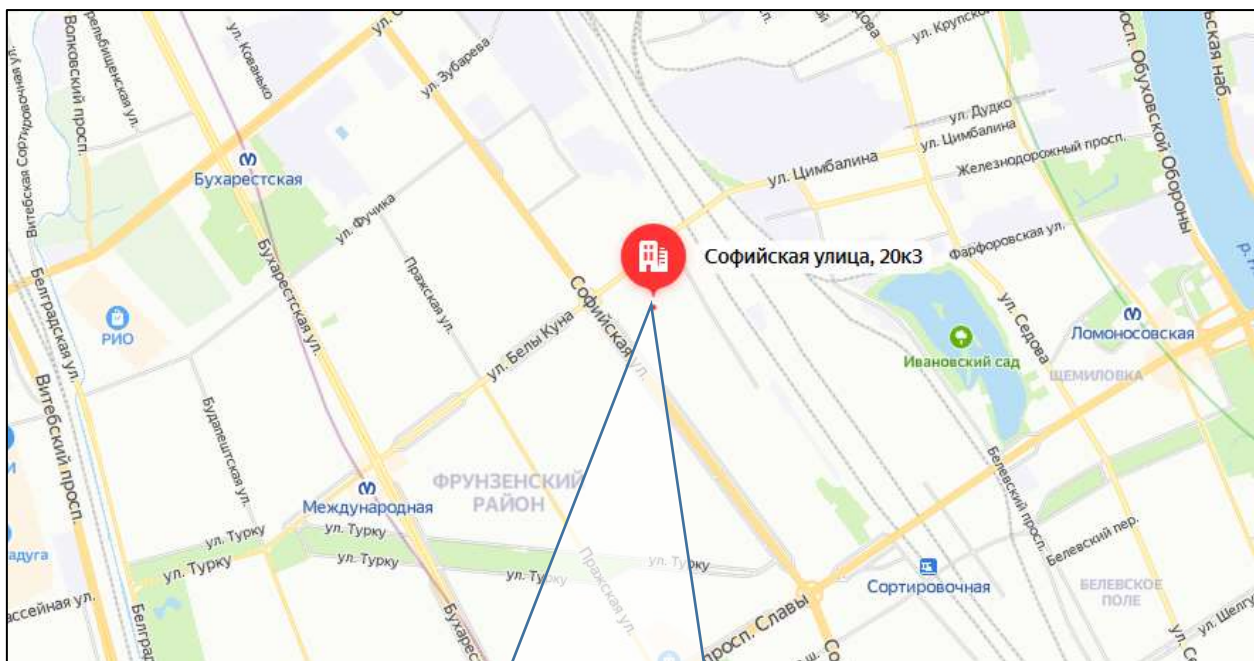 ул. Крупской
просп. Обуховской Обороны
Волковский просп.
ул. Кованько
ул. Зубарева
Витебская Сортировочная ул.
ул. Дудко
ул. Цимбалина
Железнодорожный просп.
ул. Цимбалина
Бухарестская
ул. Фучика
Фарфоровская ул.
Софийская улица, 20к3
Белградская ул.
Бухарестская ул.
Пражская ул.
Софийская ул.
РИО
ул. Белы Куна
ул. Седова
Ломоносовская
Ивановский сад
ЩЕМИЛОВКА
Витебский просп.
Будапештская ул.
ФРУНЗЕНСКИЙ
РАЙОН
Международная
Белевский просп.
ул. Турку
ул. Турку
ул. Турку
ул. Турку
ул. Турку
Пражская ул.
Белевский пер.
Сортировочная
БЕЛЕВСКОЕ
ПОЛЕ
просп. Славы